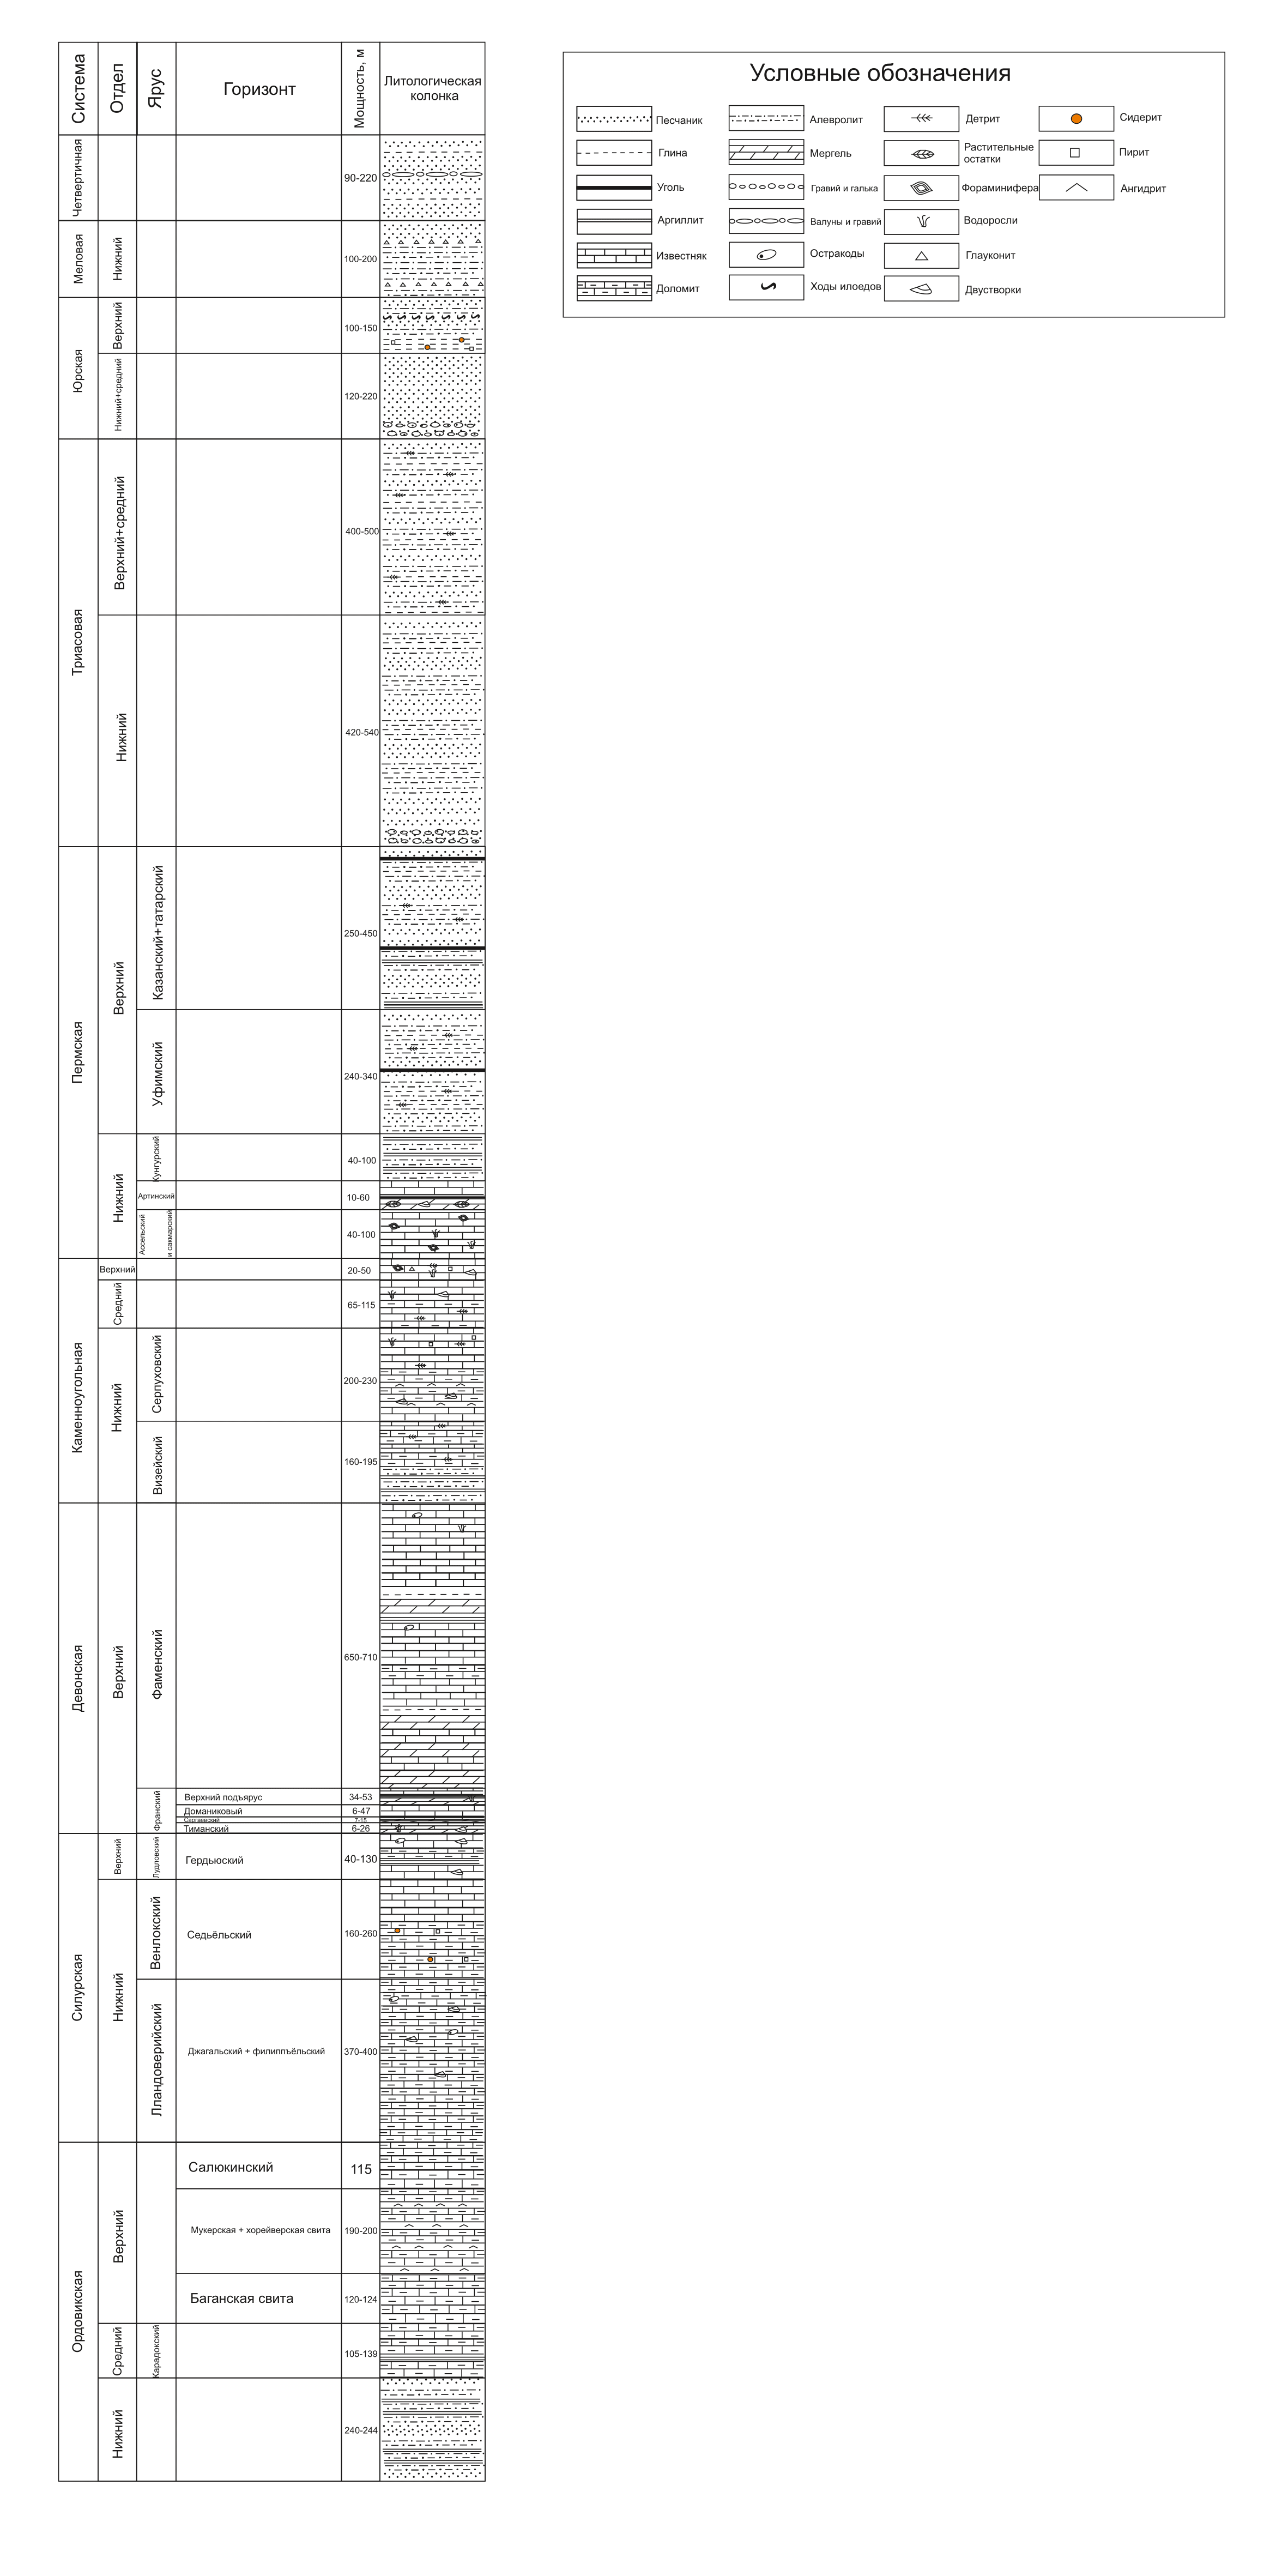 Система
Отдел
Ярус
Горизонт
Мощность, м
Литологическая
колонка
Четвертичная
90-220
Меловая
Нижний
100-200
Юрская
Верхний
100-150
Нижний+средний
120-220
Триасовая
Верхний+средний
400-500
Нижний
420-540
Пермская
Верхний
Казанский+татарский
250-450
Уфимский
240-340
Нижний
Кунгурский
40-100
Артинский
10-60
Ассельский
и сакмарский
40-100
Каменноугольная
Верхний
20-50
Средний
65-115
Нижний
Серпуховский
200-230
Визейский
160-195
Девонская
Верхний
Фаменский
650-710
Франский
Верхний подъярус
34-53
Доманиковый
6-47
Саргаевский
7-15
Тиманский
6-26
Силурская
Верхний
Лудловский
Гердьюский
40-130
Нижний
Венлокский
Седьёльский
160-260
Лландоверийский
Джагальский + филиппъёльский
370-400
Ордовикская
Верхний
Салюкинский
115
Мукерская + хорейверская свита
190-200
Баганская свита
120-124
Средний
Карадокский
105-139
Нижний
240-244
Условные обозначения
Песчаник
Алевролит
Детрит
Сидерит
Глина
Мергель
Растительные
остатки
Пирит
Уголь
Гравий и галька
Фораминифера
Ангидрит
Аргиллит
Валуны и гравий
Водоросли
Известняк
Остракоды
Глауконит
Доломит
Ходы илоедов
Двустворки